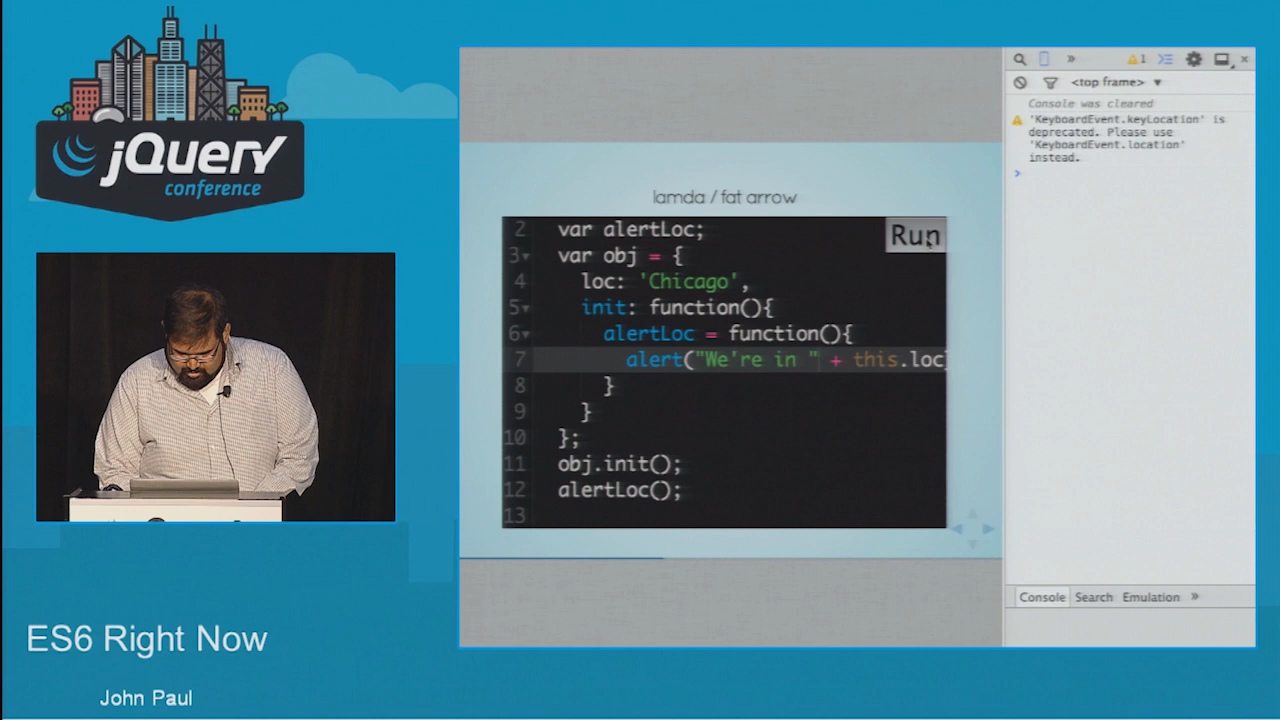 jQuery
conference
ES6 Right Now
John Paul
lamda / fat arrow
Run
2 var alertLoc;
3 var obj = {
4 loc: 'Chicago',
5 init: function(){
6 alertLoc = function(){
7 alert("We're in " + this.loc)
8 }
9 }
10 };
11 obj.init();
12 alertLoc();
13
1
<top frame>
Console was cleared
'KeyboardEvent.keyLocation' is
deprecated. Please use
'KeyboardEvent.location'
instead.
Console Search Emulation